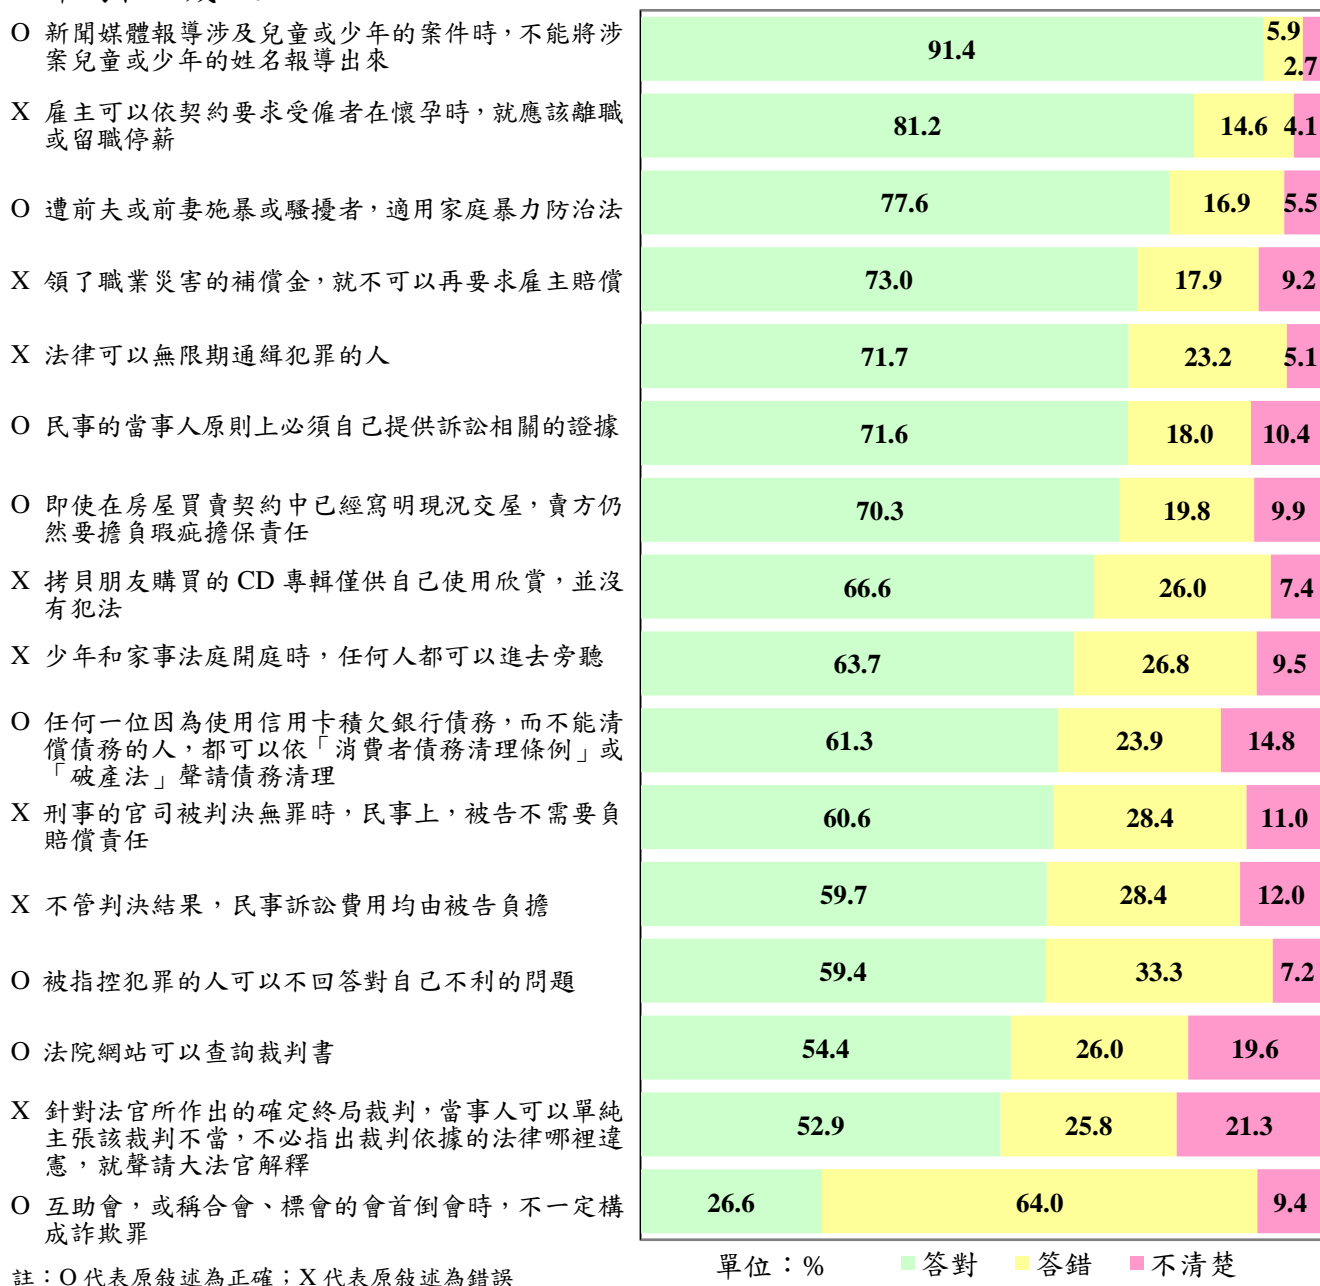 O 新聞媒體報導涉及兒童或少年的案件時，不能將涉
案兒童或少年的姓名報導出來
91.4 5.9 2.7
X 雇主可以依契約要求受僱者在懷孕時，就應該離職
或留職停薪
81.2 14.6 4.1
O 遭前夫或前妻施暴或騷擾者，適用家庭暴力防治法
77.6 16.9 5.5
X 領了職業災害的補償金，就不可以再要求雇主賠償
73.0 17.9 9.2
X 法律可以無限期通緝犯罪的人
71.7 23.2 5.1
O 民事的當事人原則上必須自己提供訴訟相關的證據
71.6 18.0 10.4
O 即使在房屋買賣契約中已經寫明現況交屋，賣方仍
然要擔負瑕疵擔保責任
70.3 19.8 9.9
X 拷貝朋友購買的 CD 專輯僅供自己使用欣賞，並沒
有犯法
66.6 26.0 7.4
X 少年和家事法庭開庭時，任何人都可以進去旁聽
63.7 26.8 9.5
O 任何一位因為使用信用卡積欠銀行債務，而不能清
償債務的人，都可以依「消費者債務清理條例」或
「破產法」聲請債務清理
61.3 23.9 14.8
X 刑事的官司被判決無罪時，民事上，被告不需要負
賠償責任
60.6 28.4 11.0
X 不管判決結果，民事訴訟費用均由被告負擔
59.7 28.4 12.0
O 被指控犯罪的人可以不回答對自己不利的問題
59.4 33.3 7.2
O 法院網站可以查詢裁判書
54.4 26.0 19.6
X 針對法官所作出的確定終局裁判，當事人可以單純
主張該裁判不當，不必指出裁判依據的法律哪裡違
憲，就聲請大法官解釋
52.9 25.8 21.3
O 互助會，或稱合會、標會的會首倒會時，不一定構
成詐欺罪
26.6 64.0 9.4
單位：% 答對 答錯 不清楚
註：O 代表原敍述為正確；X 代表原敍述為錯誤